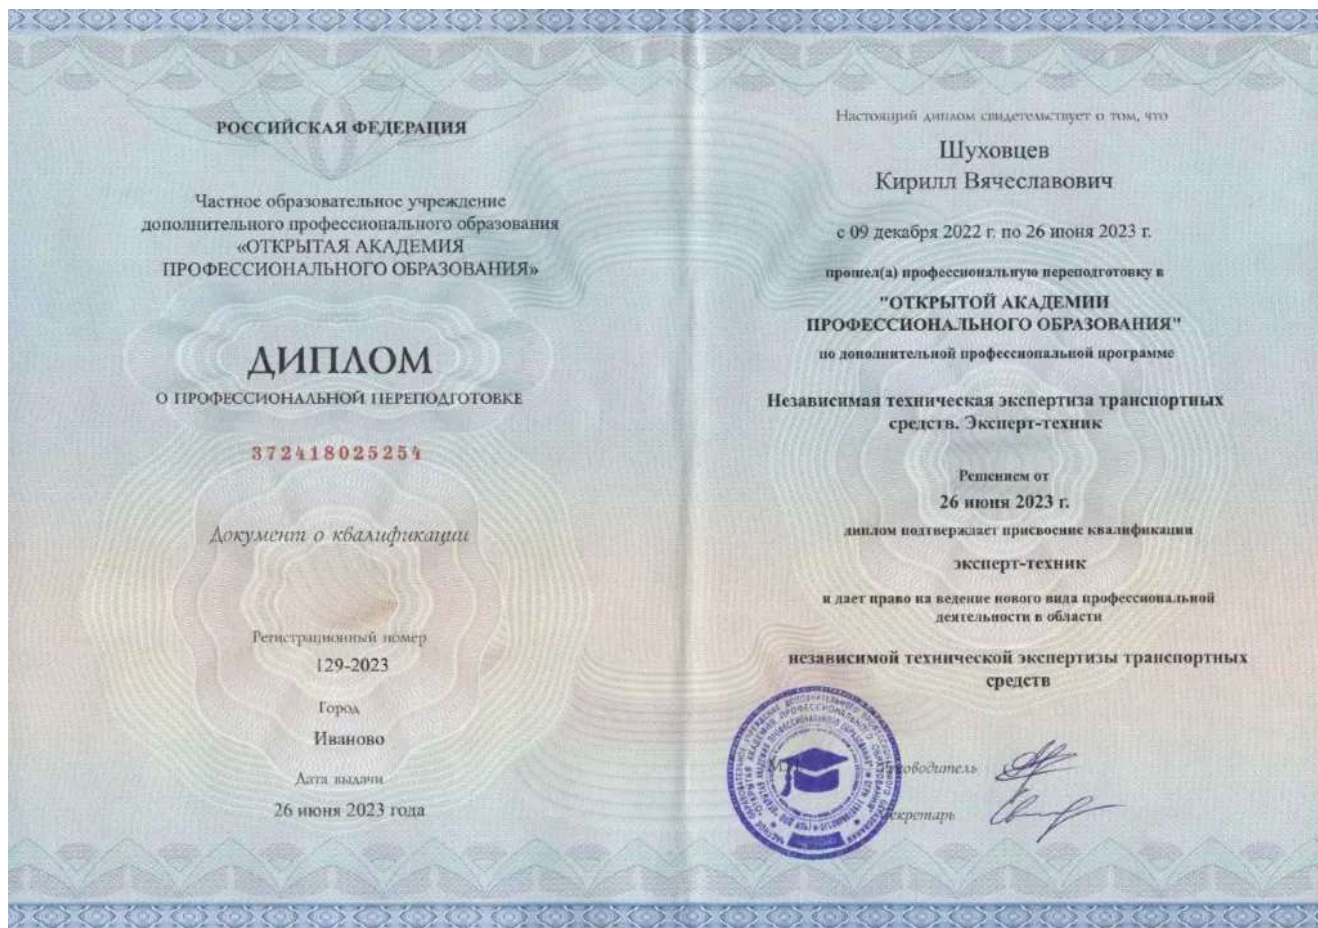 РОССИЙСКАЯ ФЕДЕРАЦИЯ
Частное образовательное учреждение
дополнительного профессионального образования
«ОТКРЫТАЯ АКАДЕМИЯ
ПРОФЕССИОНАЛЬНОГО ОБРАЗОВАНИЯ»
ДИПЛОМ
О ПРОФЕССИОНАЛЬНОЙ ПЕРЕПОДГОТОВКЕ
372418025254
Документ о квалификации
Регистрационный номер
129-2023
Город
Иваново
Дата выдачи
26 июня 2023 года
Настоящий диплом свидетельствует о том, что
Шуховцев
Кирилл Вячеславович
с 09 декабря 2022 г. по 26 июня 2023 г.
прошел(а) профессиональную переподготовку в
"ОТКРЫТОЙ АКАДЕМИИ
ПРОФЕССИОНАЛЬНОГО ОБРАЗОВАНИЯ"
по дополнительной профессиональной программе
Независимая техническая экспертиза транспортных
средств. Эксперт-техник
Решением от
26 июня 2023 г.
диплом подтверждает присвоение квалификации
эксперт-техник
и дает право на ведение нового вида профессиональной
деятельности в области
независимой технической экспертизы транспортных
средств
М.П.
Руководитель
Секретарь